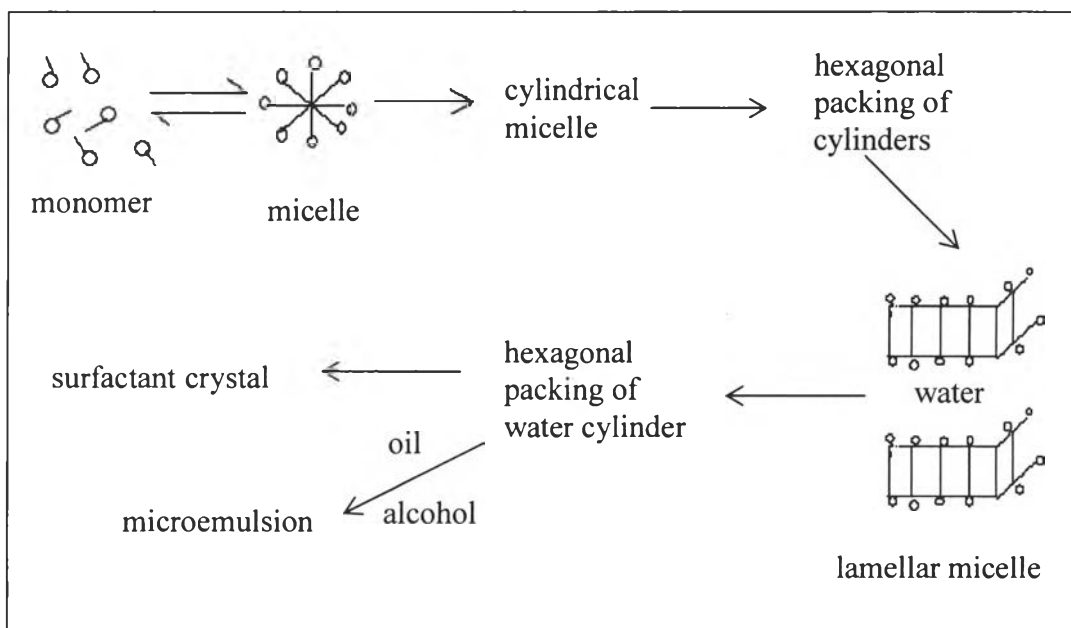 monomer
micelle
cylindrical
micelle
hexagonal
packing of
cylinders
water
lamellar micelle
hexagonal
packing of
water cylinder
surfactant crystal
oil
alcohol
microemulsion